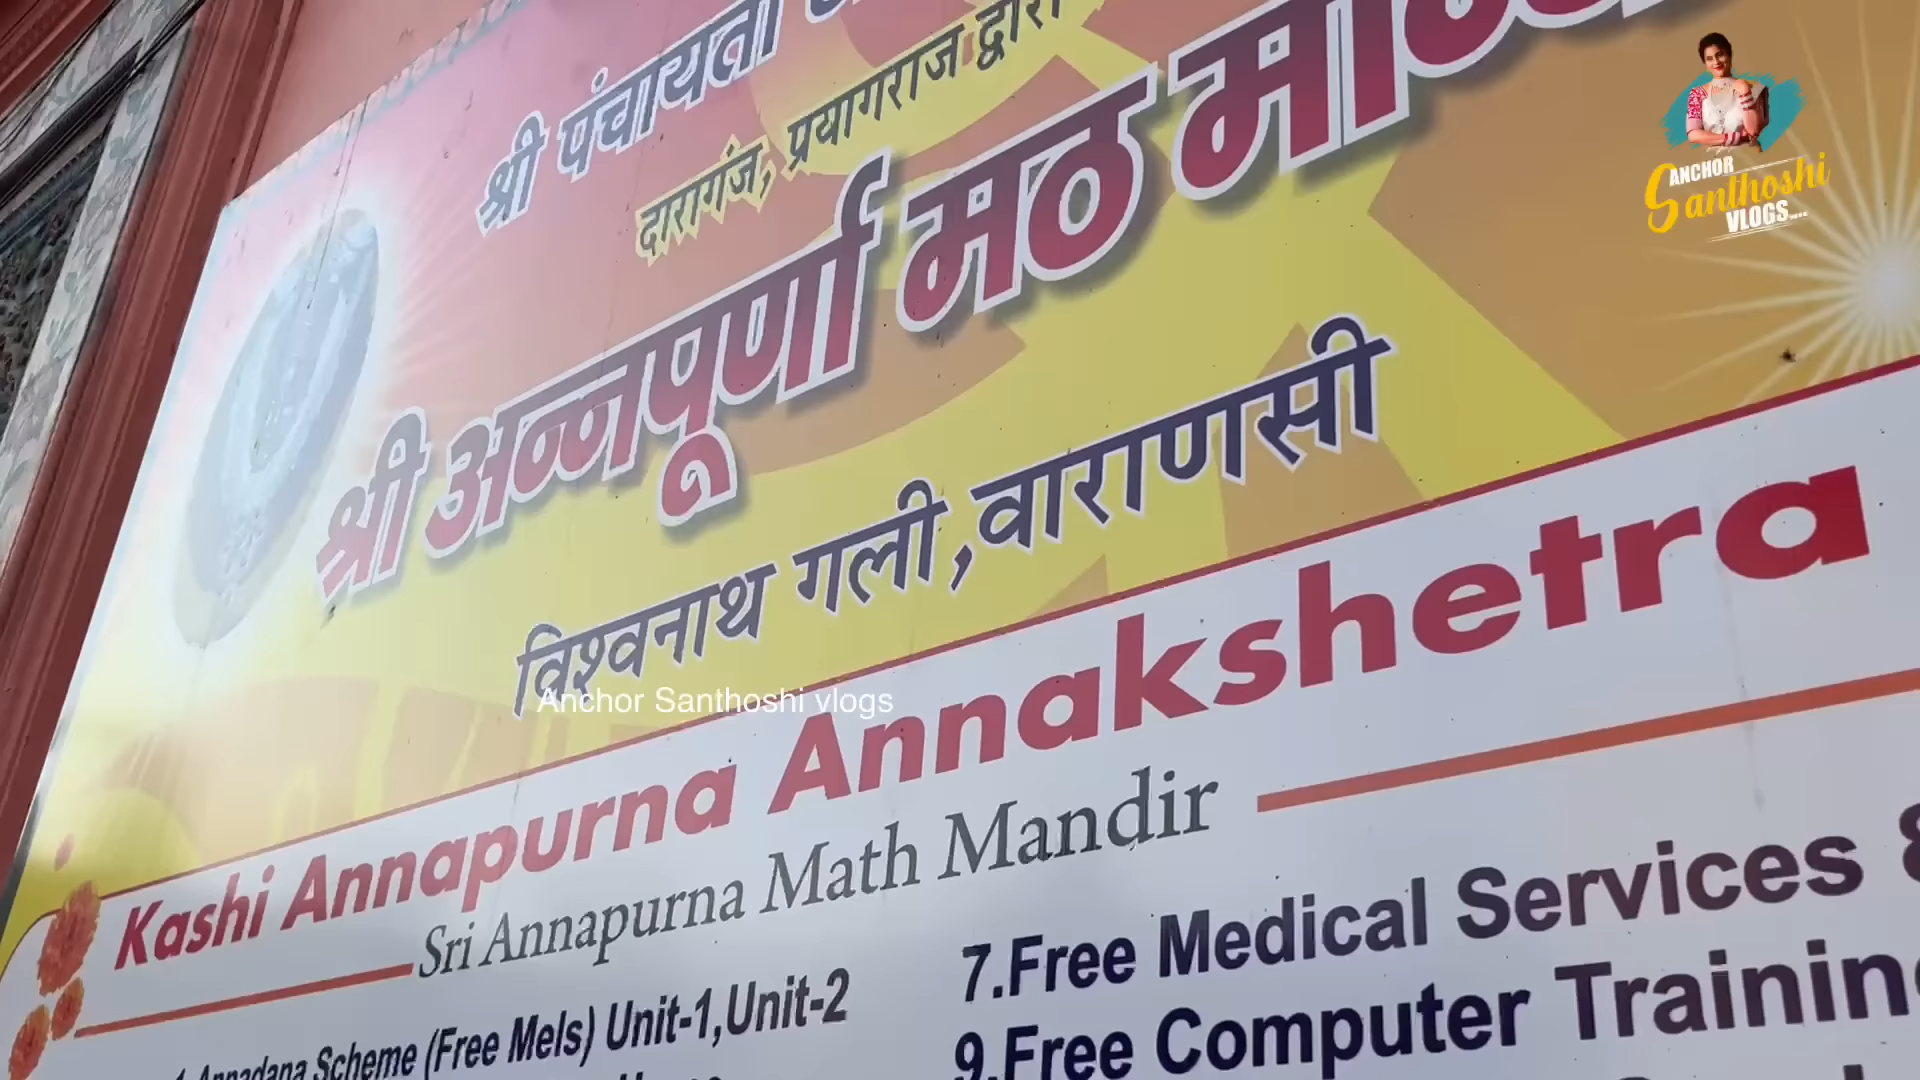 श्री पंचायती
दारागंज, प्रयागराज द्वारा
श्री अन्नपूर्णा मठ
विश्वनाथ गली,वाराणसी
Kashi Annapurna Annakshetra
Sri Annapurna Math Mandir
1.Annadana Scheme (Free Mels) Unit-1,Unit-2
7.Free Medical Services &
9.Free Computer
ANCHOR
Santhoshi
VLOGS....
Anchor Santhoshi vlogs